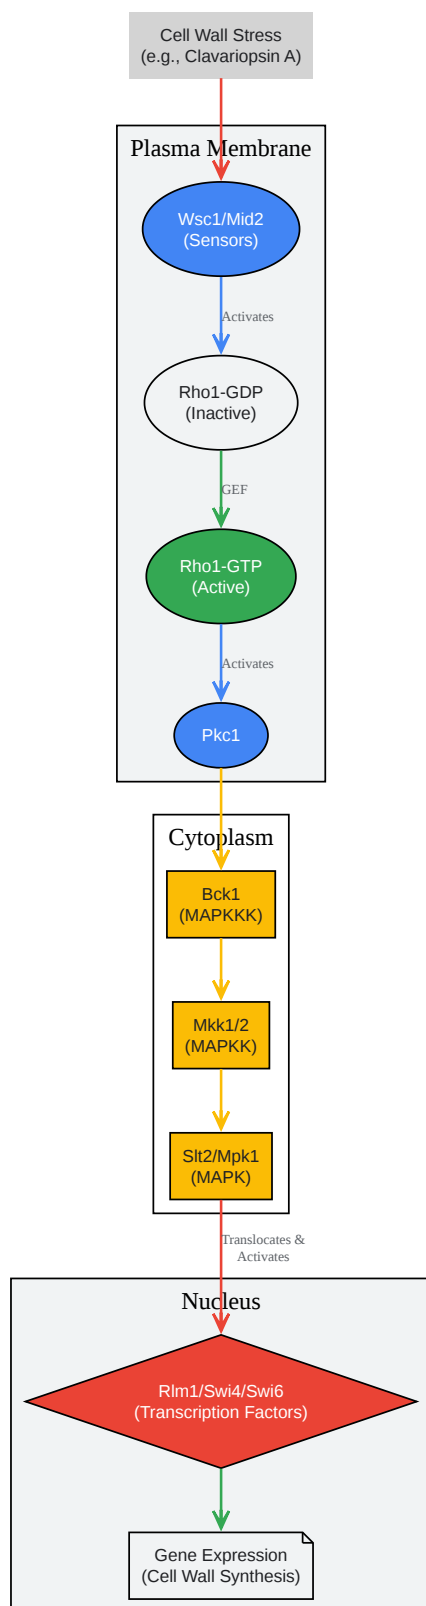 Cell Wall Stress
(e.g., Clavariopsin A)
Plasma Membrane
Wsc1/Mid2
(Sensors)
Activates
Rho1-GDP
(Inactive)
GEF
Rho1-GTP
(Active)
Activates
Pkc1
Cytoplasm
Bck1
(MAPKKK)
Mkk1/2
(MAPKK)
Slt2/Mpk1
(MAPK)
Translocates &
Activates
Nucleus
Rlm1/Swi4/Swi6
(Transcription Factors)
Gene Expression
(Cell Wall Synthesis)